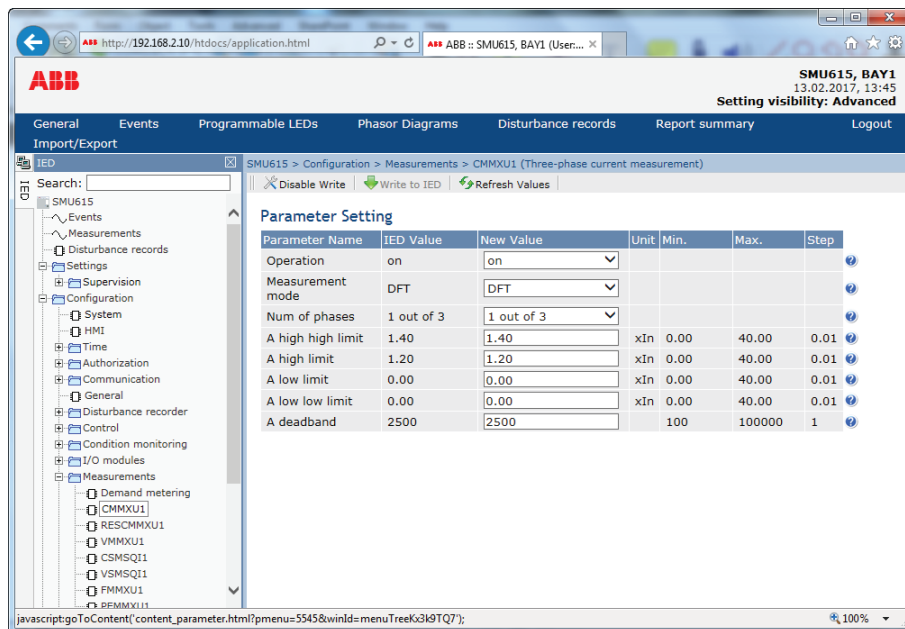 ABB http://192.168.2.10/htdocs/application.html
ABB ABB :: SMU615, BAY1 (User:... ×
ABB
SMU615, BAY1
13.02.2017, 13:45
Setting visibility: Advanced
General Events Programmable LEDs Phasor Diagrams Disturbance records Report summary Logout
Import/Export
IED
IED
Search:
SMU615
Events
Measurements
Disturbance records
Settings
Supervision
Configuration
System
HMI
Time
Authorization
Communication
General
Disturbance recorder
Control
Condition monitoring
I/O modules
Measurements
Demand metering
CMMXU1
RESCMMXU1
VMMXU1
CSMSQI1
VSMSQI1
FMMXU1
PEMMXU1
SMU615 > Configuration > Measurements > CMMXU1 (Three-phase current measurement)
Disable Write Write to IED Refresh Values
Parameter Setting
Parameter Name IED Value New Value Unit Min. Max. Step
Operation on on
Measurement mode DFT DFT
Num of phases 1 out of 3 1 out of 3
A high high limit 1.40 1.40 xIn 0.00 40.00 0.01
A high limit 1.20 1.20 xIn 0.00 40.00 0.01
A low limit 0.00 0.00 xIn 0.00 40.00 0.01
A low low limit 0.00 0.00 xIn 0.00 40.00 0.01
A deadband 2500 2500 100 100000 1
javascript:goToContent('content_parameter.html?pmenu=5545&winId=menuTreeKx3k9TQ7');
100%